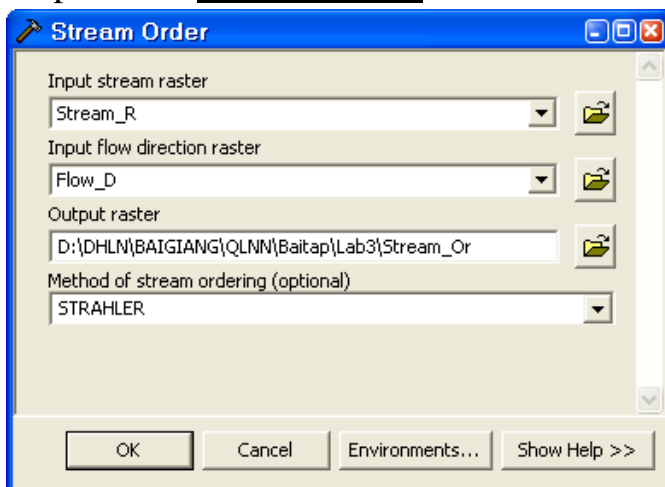 Stream Order
Input stream raster
Stream_R
Input flow direction raster
Flow_D
Output raster
D:\DHLN\BAIGIANG\QLNN\Baitap\Lab3\Stream_Or
Method of stream ordering (optional)
STRAHLER
OK Cancel Environments... Show Help >>